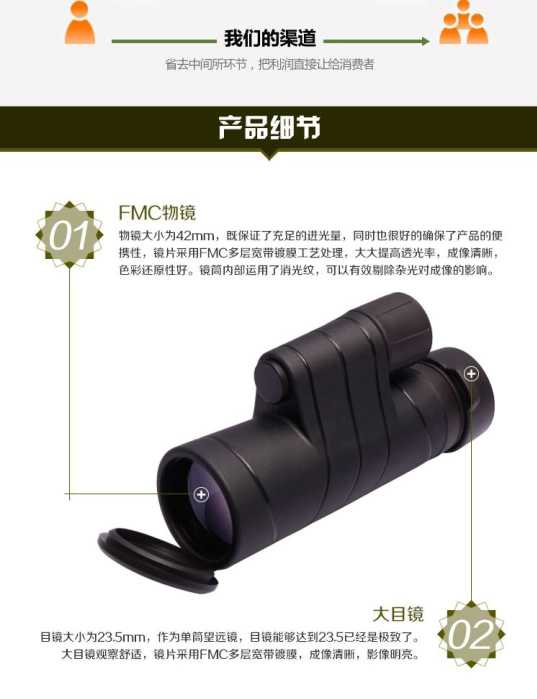 我们的渠道
省去中间所环节，把利润直接让给消费者
产品细节
01
FMC物镜
物镜大小为42mm，既保证了充足的进光量，同时也很好的确保了产品的便
携性，镜片采用FMC多层宽带镀膜工艺处理，大大提高透光率，成像清晰，
色彩还原性好。镜筒内部运用了消光纹，可以有效剔除杂光对成像的影响。
大目镜
目镜大小为23.5mm，作为单筒望远镜，目镜能够达到23.5已经是极致了。
大目镜观察舒适，镜片采用FMC多层宽带镀膜，成像清晰，影像明亮。
02